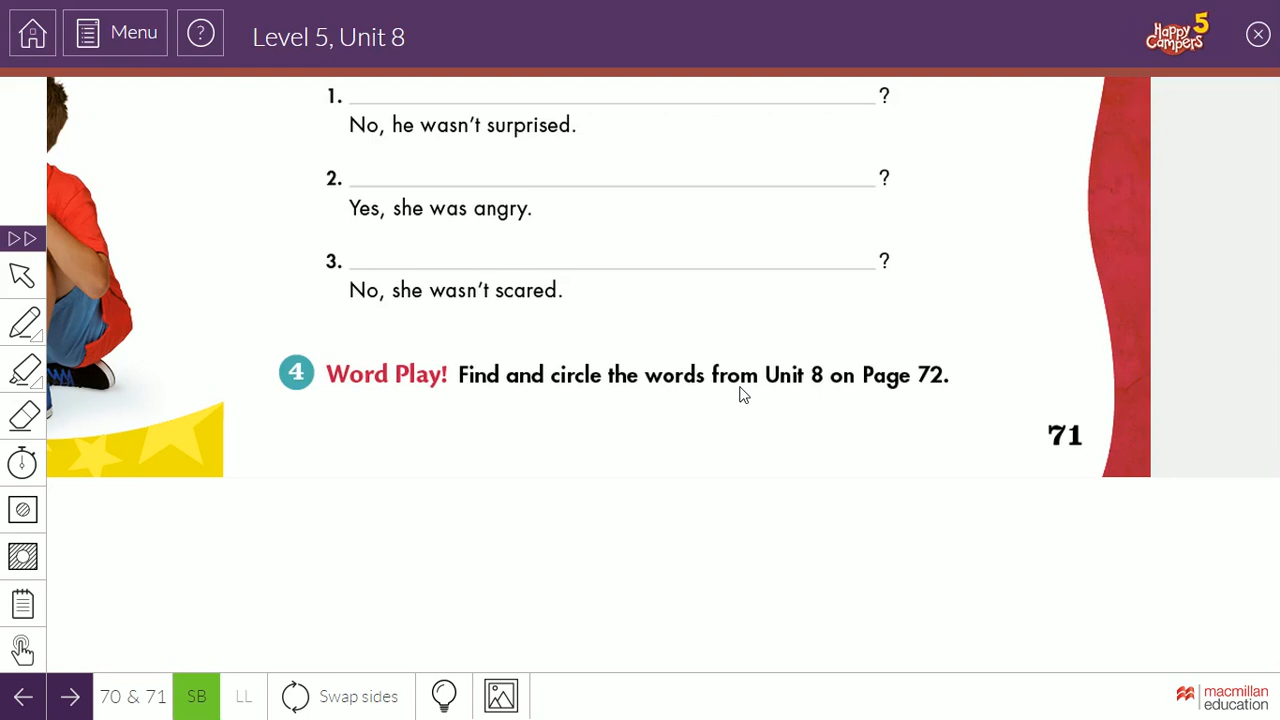 Menu
?
Level 5, Unit 8
Happy Campers 5
1. ?
No, he wasn't surprised.
2. ?
Yes, she was angry.
3. ?
No, she wasn't scared.
4 Word Play! Find and circle the words from Unit 8 on Page 72.
71
70 & 71
SB
LL
Swap sides
macmillan
education